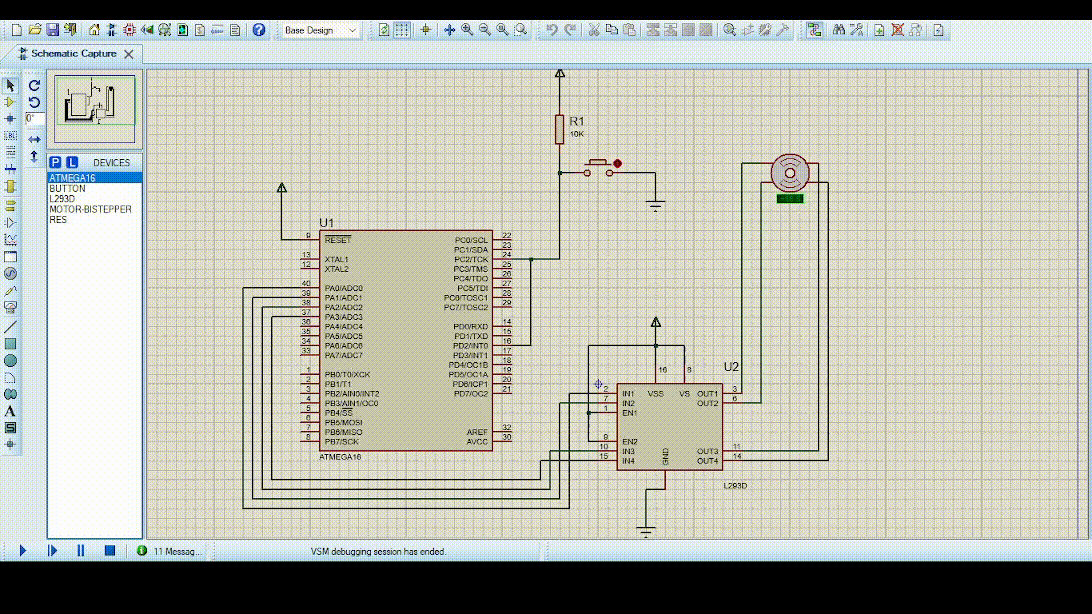 Base Design
Schematic Capture
0°
P L DEVICES
ATMEGA16
BUTTON
L293D
MOTOR-BISTEPPER
RES
LBL
A
S
R1
10K
U1
9 RESET
13 XTAL1
12 XTAL2
40 PA0/ADC0
39 PA1/ADC1
38 PA2/ADC2
37 PA3/ADC3
36 PA4/ADC4
35 PA5/ADC5
34 PA6/ADC6
33 PA7/ADC7
1 PB0/T0/XCK
2 PB1/T1
3 PB2/AIN0/INT2
4 PB3/AIN1/OC0
5 PB4/SS
6 PB5/MOSI
7 PB6/MISO
8 PB7/SCK
PC0/SCL 22
PC1/SDA 23
PC2/TCK 24
PC3/TMS 25
PC4/TDO 26
PC5/TDI 27
PC6/TOSC1 28
PC7/TOSC2 29
PD0/RXD 14
PD1/TXD 15
PD2/INT0 16
PD3/INT1 17
PD4/OC1B 18
PD5/OC1A 19
PD6/ICP1 20
PD7/OC2 21
AREF 32
AVCC 30
ATMEGA16
U2
16 8
2 IN1 VSS VS OUT1 3
7 IN2 OUT2 6
1 EN1
9 EN2
10 IN3 OUT3 11
15 IN4 GND OUT4 14
L293D
11 Messag...
VSM debugging session has ended.